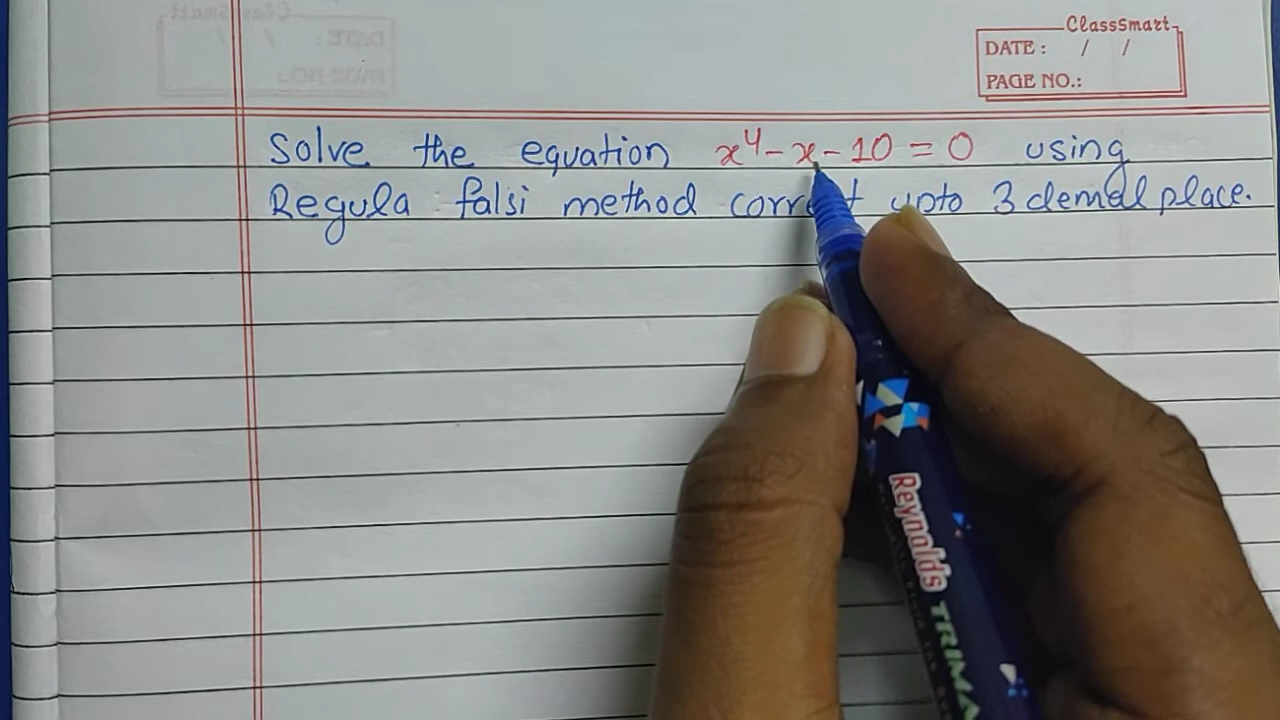 ClassSmart
DATE : / /
PAGE NO.:
Solve the equation x⁴ - x - 10 = 0 using
Regula falsi method upto 3 demal place.
Reynolds TRIMA